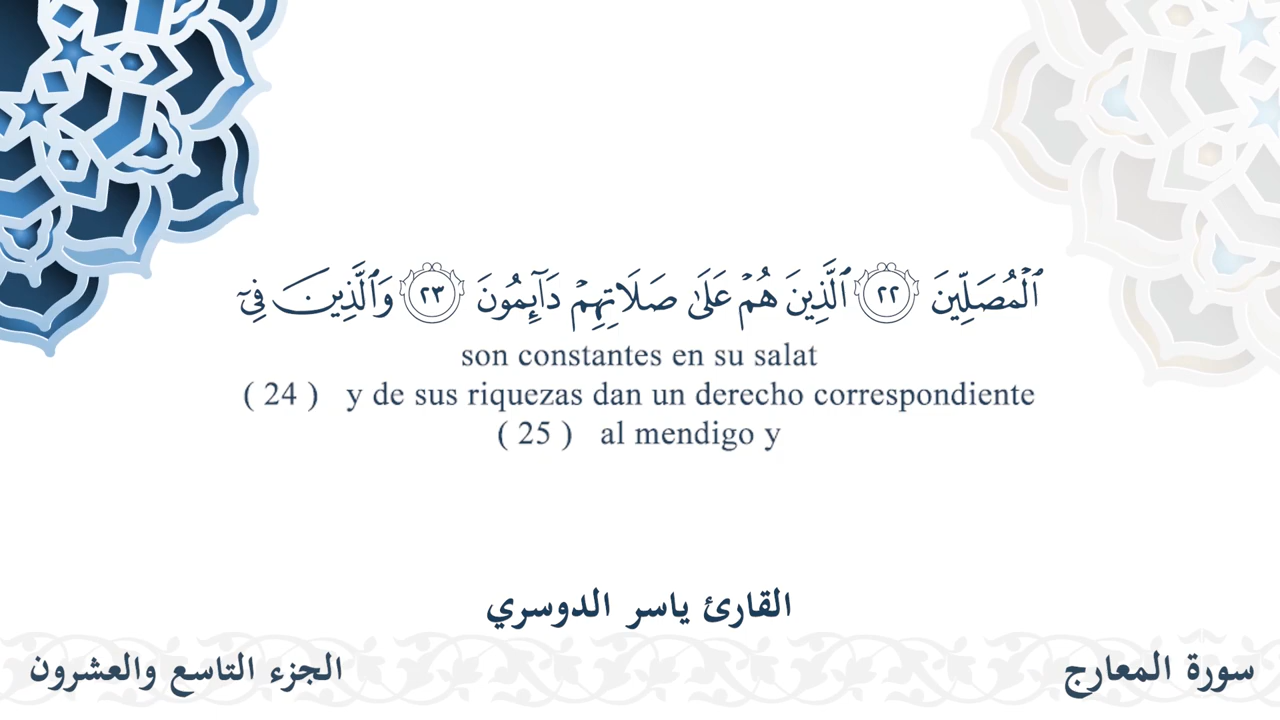 ٱلۡمُصَلِّينَ ٢٢ ٱلَّذِينَ هُمۡ عَلَىٰ صَلَاتِهِمۡ دَآئِمُونَ ٢٣ وَٱلَّذِينَ فِيٓ
son constantes en su salat
( 24 ) y de sus riquezas dan un derecho correspondiente
( 25 ) al mendigo y
القارئ ياسر الدوسري
سورة المعارج
الجزء التاسع والعشرون